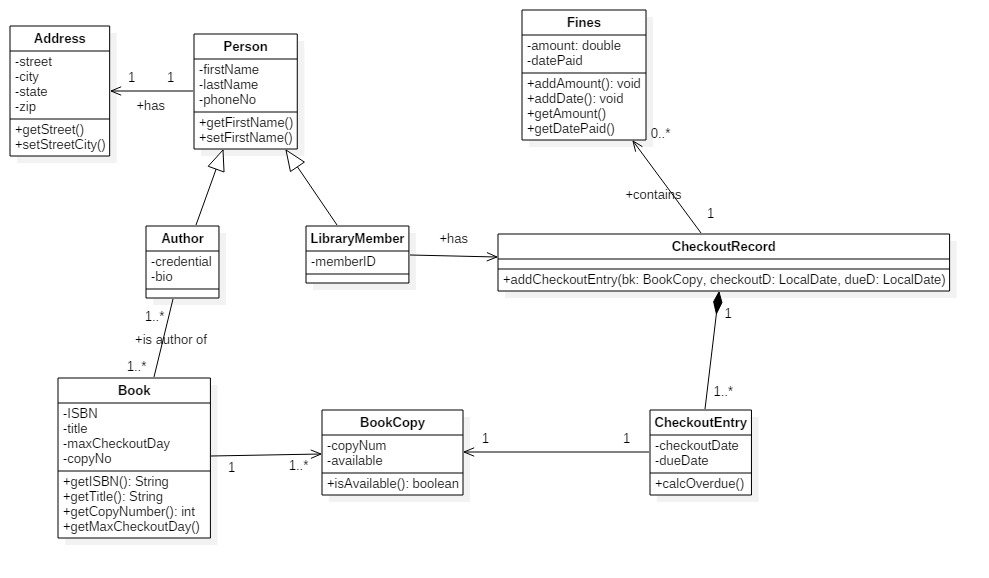 Address
-street
-city
-state
-zip
+getStreet()
+setStreetCity()
1
1
+has
Person
-firstName
-lastName
-phoneNo
+getFirstName()
+setFirstName()
Fines
-amount: double
-datePaid
+addAmount(): void
+addDate(): void
+getAmount()
+getDatePaid()
0..*
+contains
1
Author
-credential
-bio
LibraryMember
-memberID
+has
CheckoutRecord
+addCheckoutEntry(bk: BookCopy, checkoutD: LocalDate, dueD: LocalDate)
1..*
+is author of
1..*
1
1..*
Book
-ISBN
-title
-maxCheckoutDay
-copyNo
+getISBN(): String
+getTitle(): String
+getCopyNumber(): int
+getMaxCheckoutDay()
1
1..*
BookCopy
-copyNum
-available
+isAvailable(): boolean
1
1
CheckoutEntry
-checkoutDate
-dueDate
+calcOverdue()